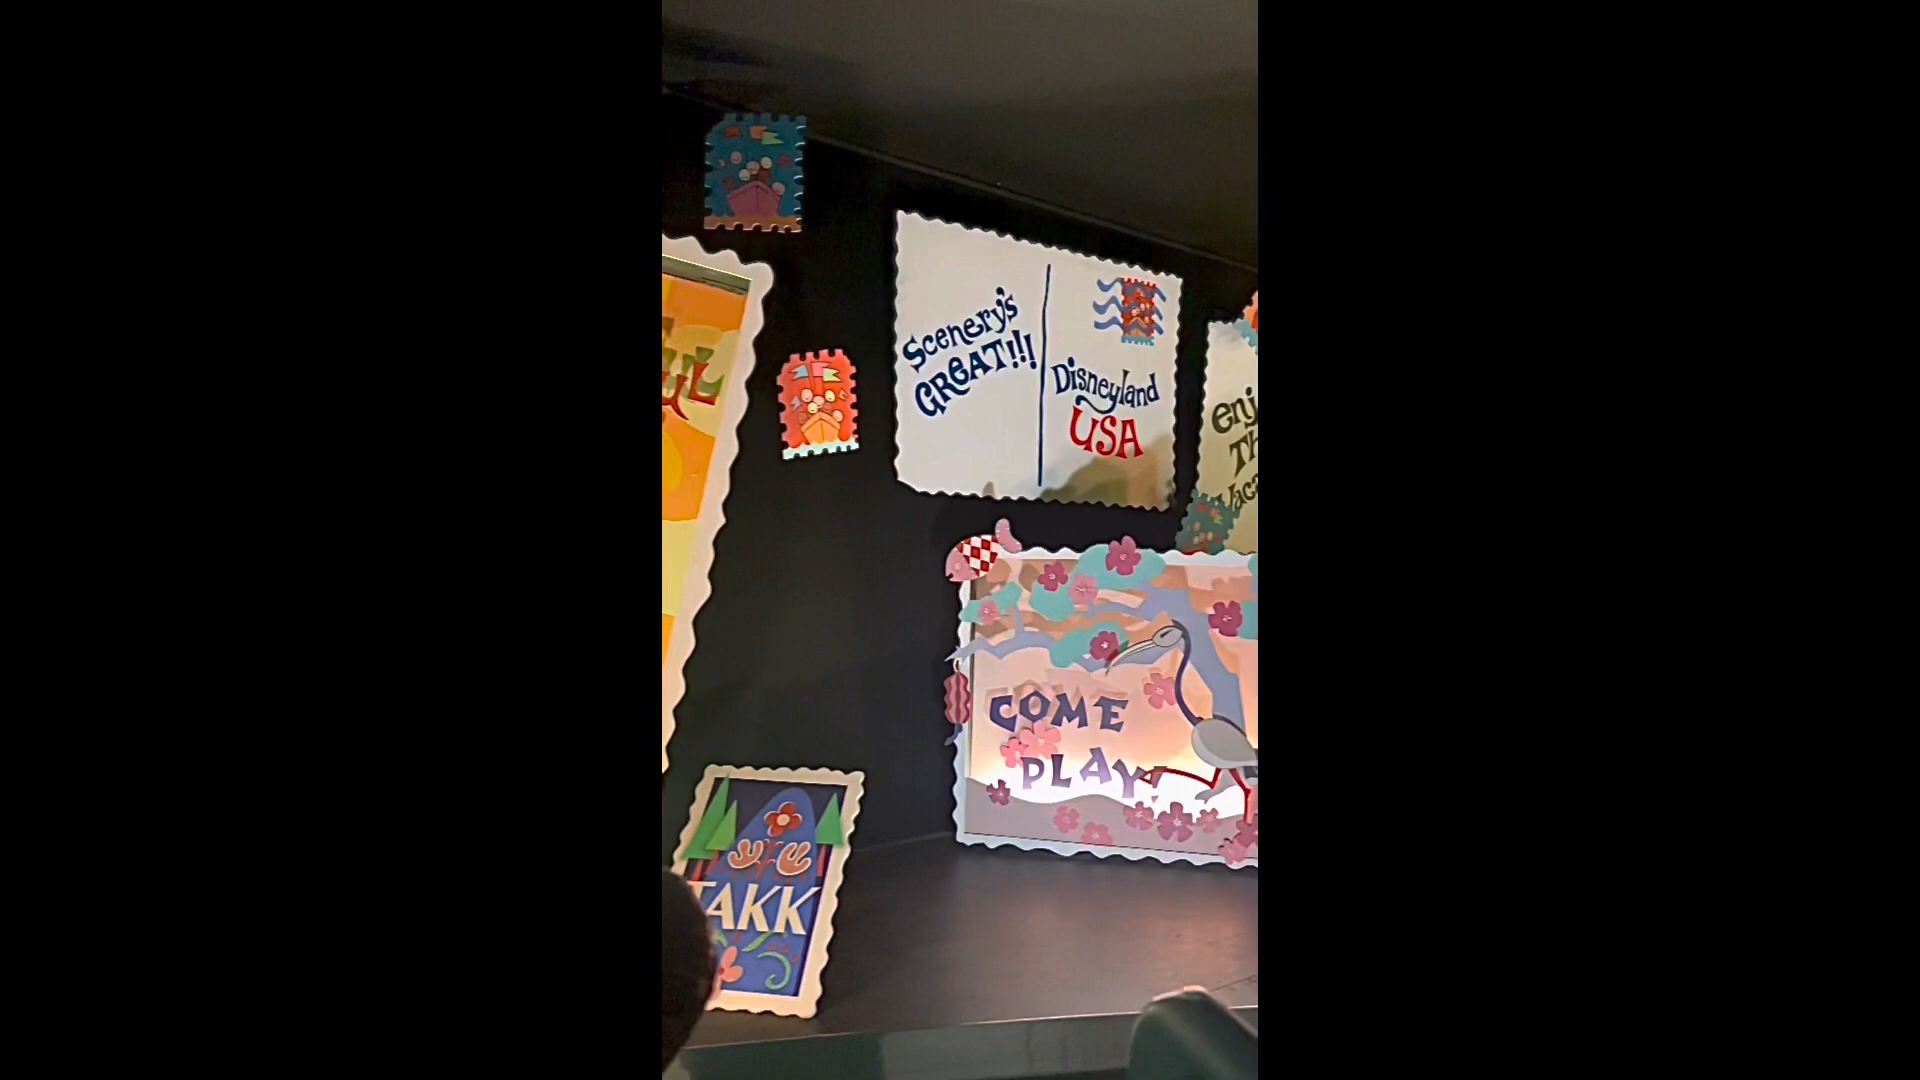 Scenery's
GREAT!!!
Disneyland
USA
COME
PLAY!
TAKK